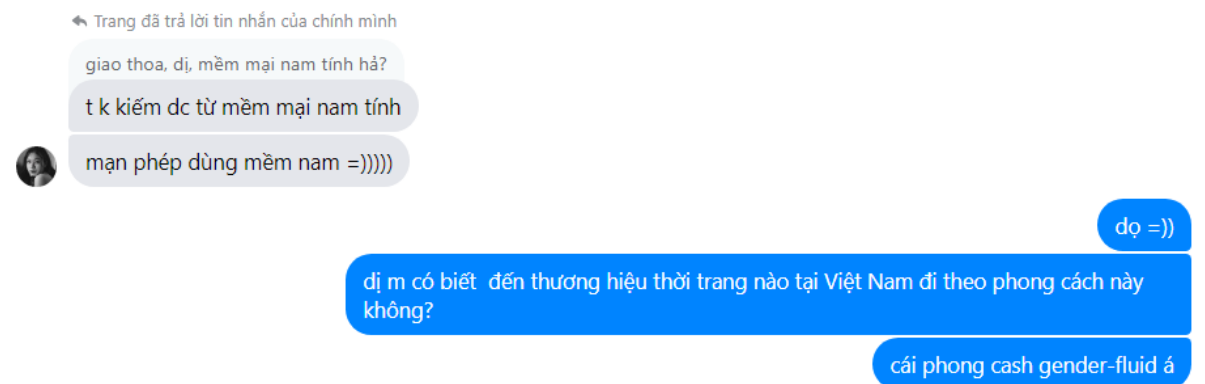 Trang đã trả lời tin nhắn của chính mình
giao thoa, dị, mềm mại nam tính hả?
t k kiếm dc từ mềm mại nam tính
mạn phép dùng mềm nam =)))))
dọ =))
dị m có biết  đến thương hiệu thời trang nào tại Việt Nam đi theo phong cách này
không?
cái phong cash gender-fluid á